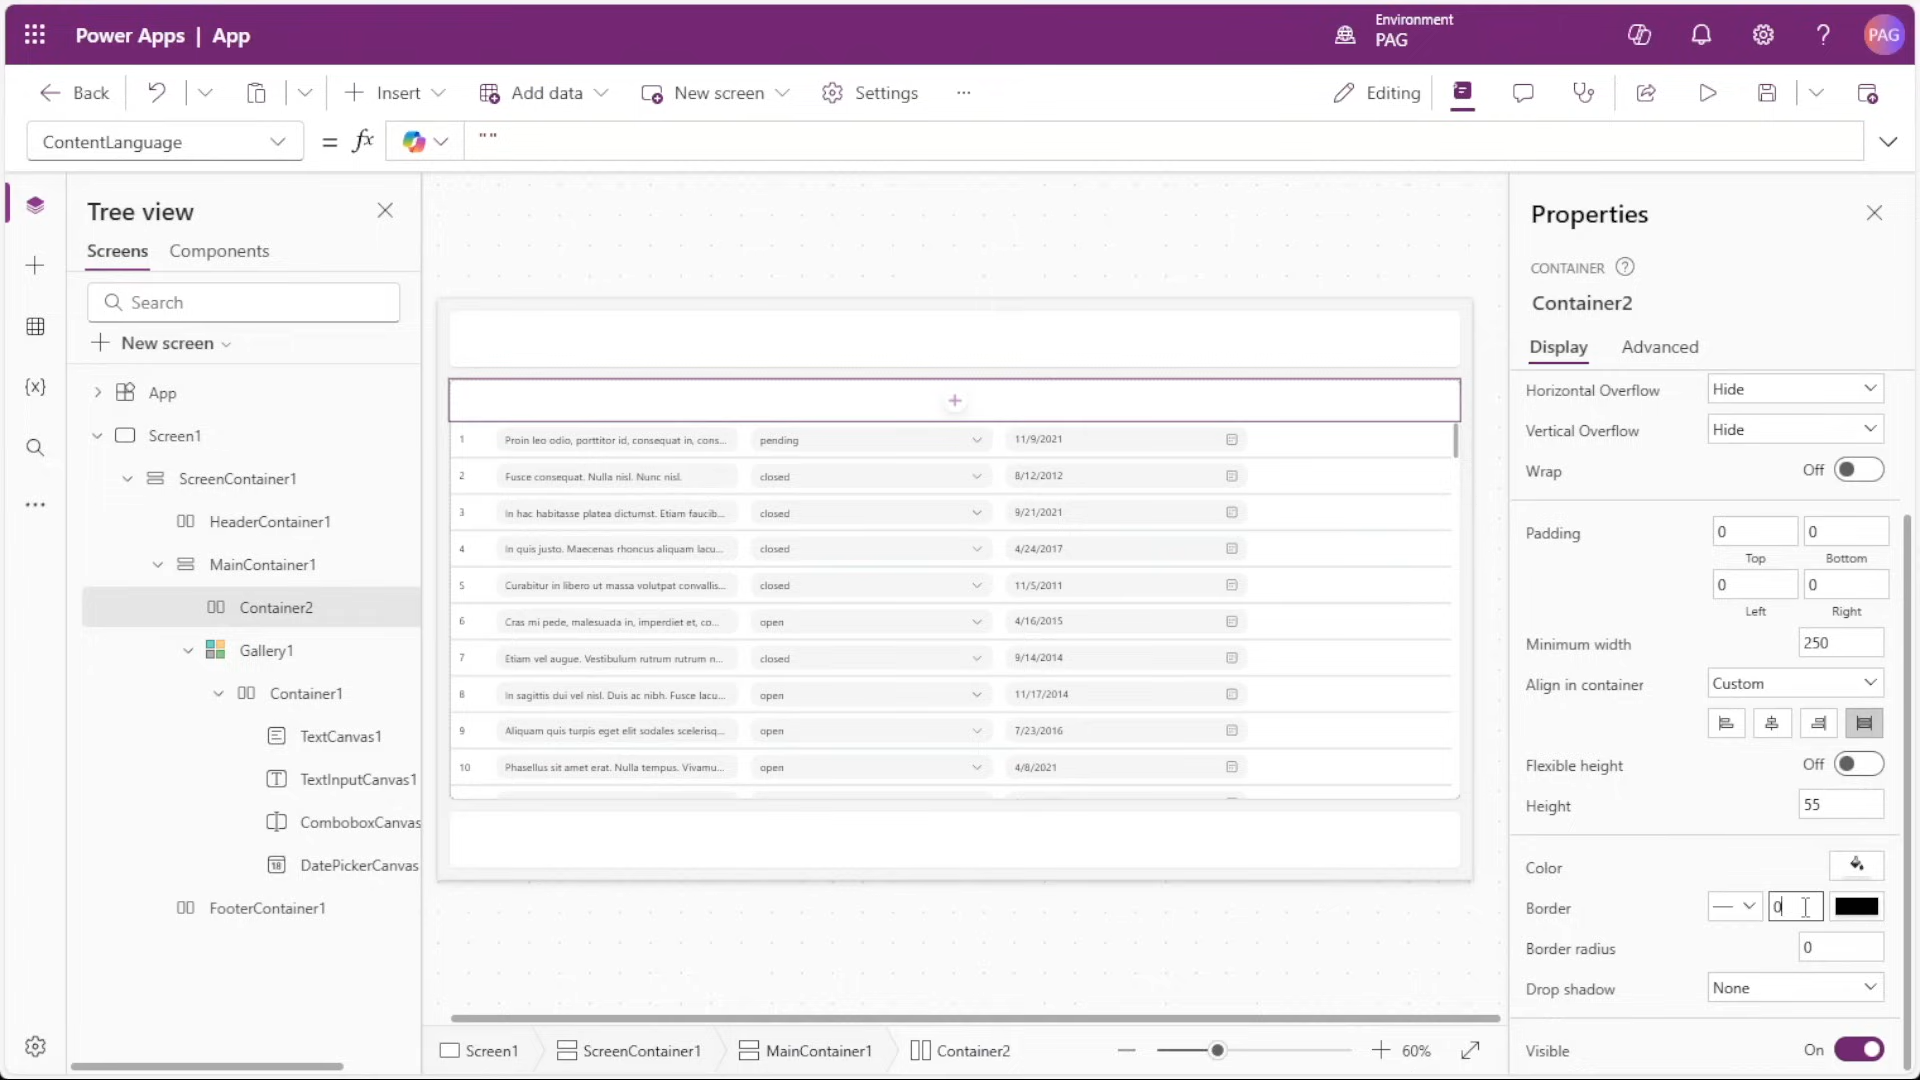 Power Apps | App
Environment
PAG
PAG
Back
Insert
Add data
New screen
Settings
...
Editing
ContentLanguage
= fx
""
Tree view
Screens
Components
Search
New screen
App
Screen1
ScreenContainer1
HeaderContainer1
MainContainer1
Container2
Gallery1
Container1
TextCanvas1
TextInputCanvas1
ComboboxCanvas
DatePickerCanvas
FooterContainer1
1 Proin leo odio, porttitor id, consequat in, cons... pending 11/9/2021
2 Fusce consequat. Nulla nisl. Nunc nisl. closed 8/12/2012
3 In hac habitasse platea dictumst. Etiam faucib... closed 9/21/2021
4 In quis justo. Maecenas rhoncus aliquam lacu... closed 4/24/2017
5 Curabitur in libero ut massa volutpat convallis... closed 11/5/2011
6 Cras mi pede, malesuada in, imperdiet et, co... open 4/16/2015
7 Etiam vel augue. Vestibulum rutrum rutrum n... closed 9/14/2014
8 In sagittis dui vel nisl. Duis ac nibh. Fusce lacu... open 11/17/2014
9 Aliquam quis turpis eget elit sodales scelerisq... open 7/23/2016
10 Phasellus sit amet erat. Nulla tempus. Vivamu... open 4/8/2021
Screen1
ScreenContainer1
MainContainer1
Container2
60%
Properties
CONTAINER
Container2
Display
Advanced
Horizontal Overflow Hide
Vertical Overflow Hide
Wrap Off
Padding 0 0
Top Bottom
0 0
Left Right
Minimum width 250
Align in container Custom
Flexible height Off
Height 55
Color
Border 0
Border radius 0
Drop shadow None
Visible On